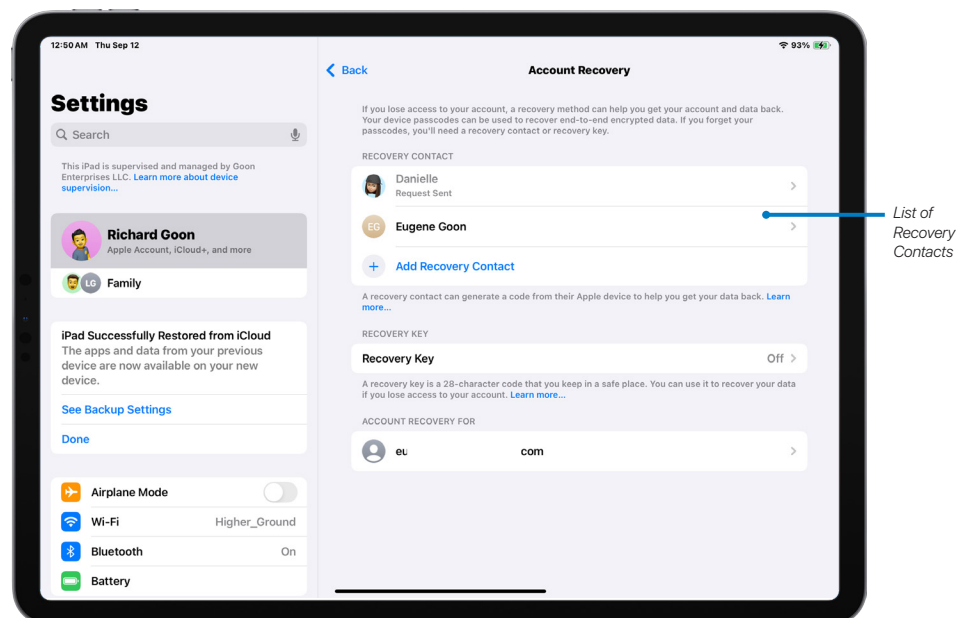 12:50 AM Thu Sep 12
93%
Settings
Search
This iPad is supervised and managed by Goon
Enterprises LLC. Learn more about device
supervision...
Richard Goon
Apple Account, iCloud+, and more
LG
Family
iPad Successfully Restored from iCloud
The apps and data from your previous
device are now available on your new
device.
See Backup Settings
Done
Airplane Mode
Wi-Fi
Higher_Ground
Bluetooth
On
Battery
Back
Account Recovery
If you lose access to your account, a recovery method can help you get your account and data back.
Your device passcodes can be used to recover end-to-end encrypted data. If you forget your
passcodes, you'll need a recovery contact or recovery key.
RECOVERY CONTACT
Danielle
Request Sent
EG
Eugene Goon
Add Recovery Contact
A recovery contact can generate a code from their Apple device to help you get your data back. Learn
more...
RECOVERY KEY
Recovery Key
Off
A recovery key is a 28-character code that you keep in a safe place. You can use it to recover your data
if you lose access to your account. Learn more...
ACCOUNT RECOVERY FOR
eu com
List of
Recovery
Contacts